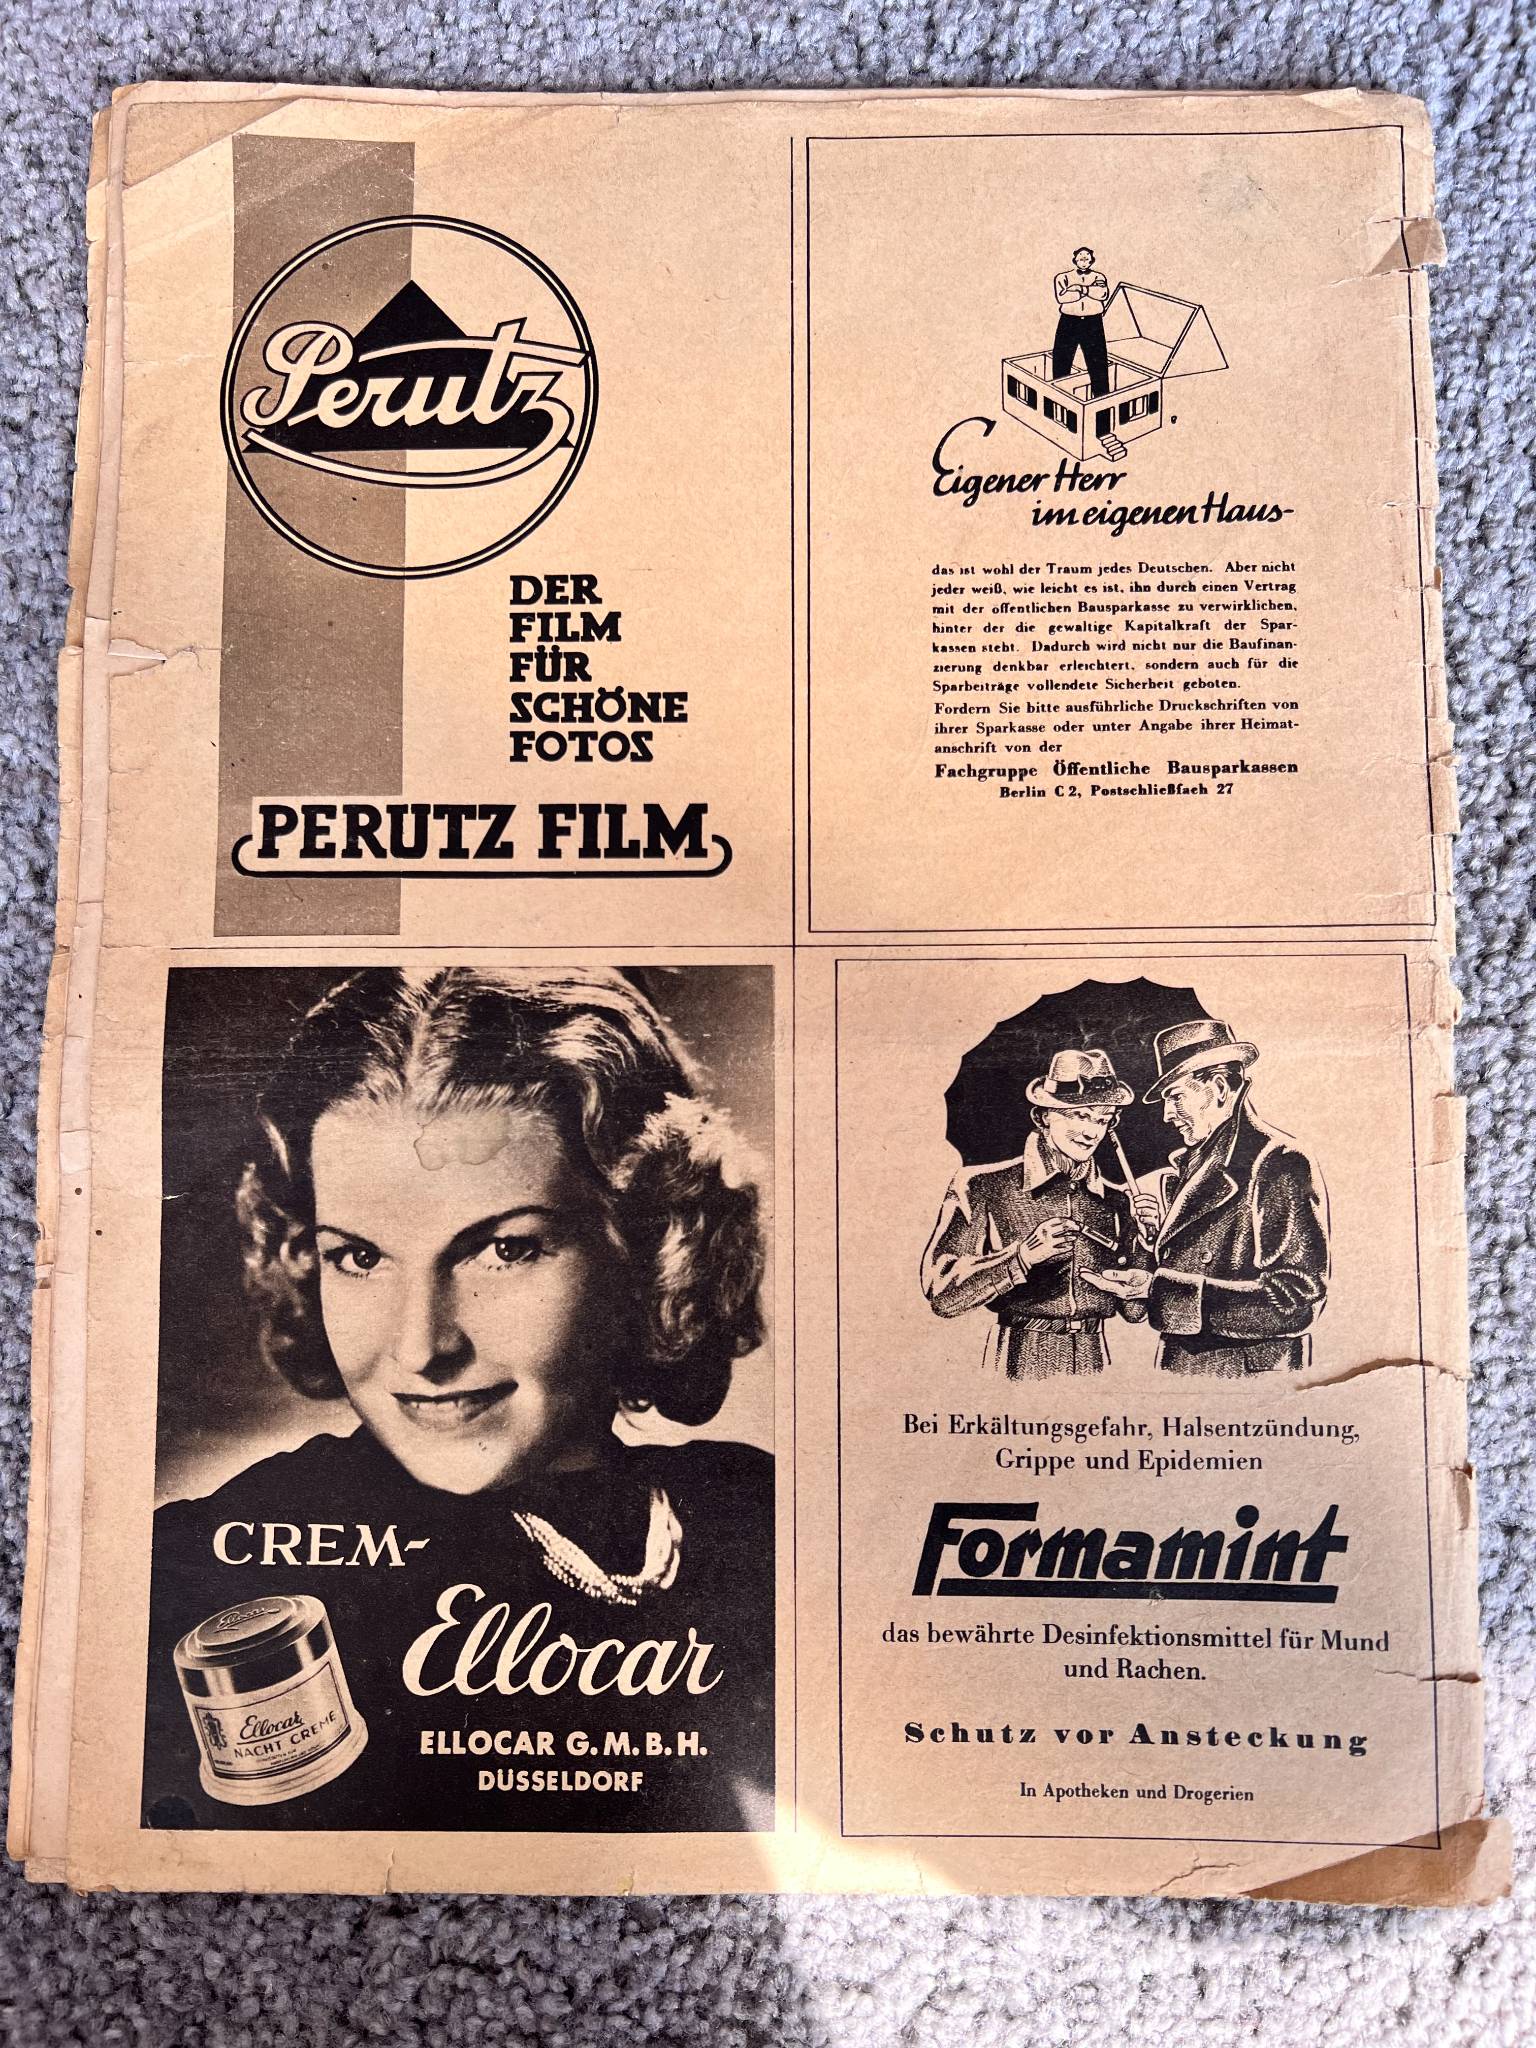 Perutz
DER
FILM
FÜR
SCHÖNE
FOTOS
PERUTZ FILM
Eigener Herr
im eigenen Haus-
das ist wohl der Traum jedes Deutschen. Aber nicht
jeder weiß, wie leicht es ist, ihn durch einen Vertrag
mit der öffentlichen Bausparkasse zu verwirklichen,
hinter der die gewaltige Kapitalkraft der Spar-
kassen steht. Dadurch wird nicht nur die Baufinan-
zierung denkbar erleichtert, sondern auch für die
Sparbeiträge vollendete Sicherheit geboten.
Fordern Sie bitte ausführliche Druckschriften von
ihrer Sparkasse oder unter Angabe ihrer Heimat-
anschrift von der
Fachgruppe Öffentliche Bausparkassen
Berlin C 2, Postschließfach 27
CREM-
Ellocar
Ellocar
Ellocar
NACHT CREME
ELLOCAR G.M.B.H.
DÜSSELDORF
Bei Erkältungsgefahr, Halsentzündung,
Grippe und Epidemien
Formamint
das bewährte Desinfektionsmittel für Mund
und Rachen.
Schutz vor Ansteckung
In Apotheken und Drogerien